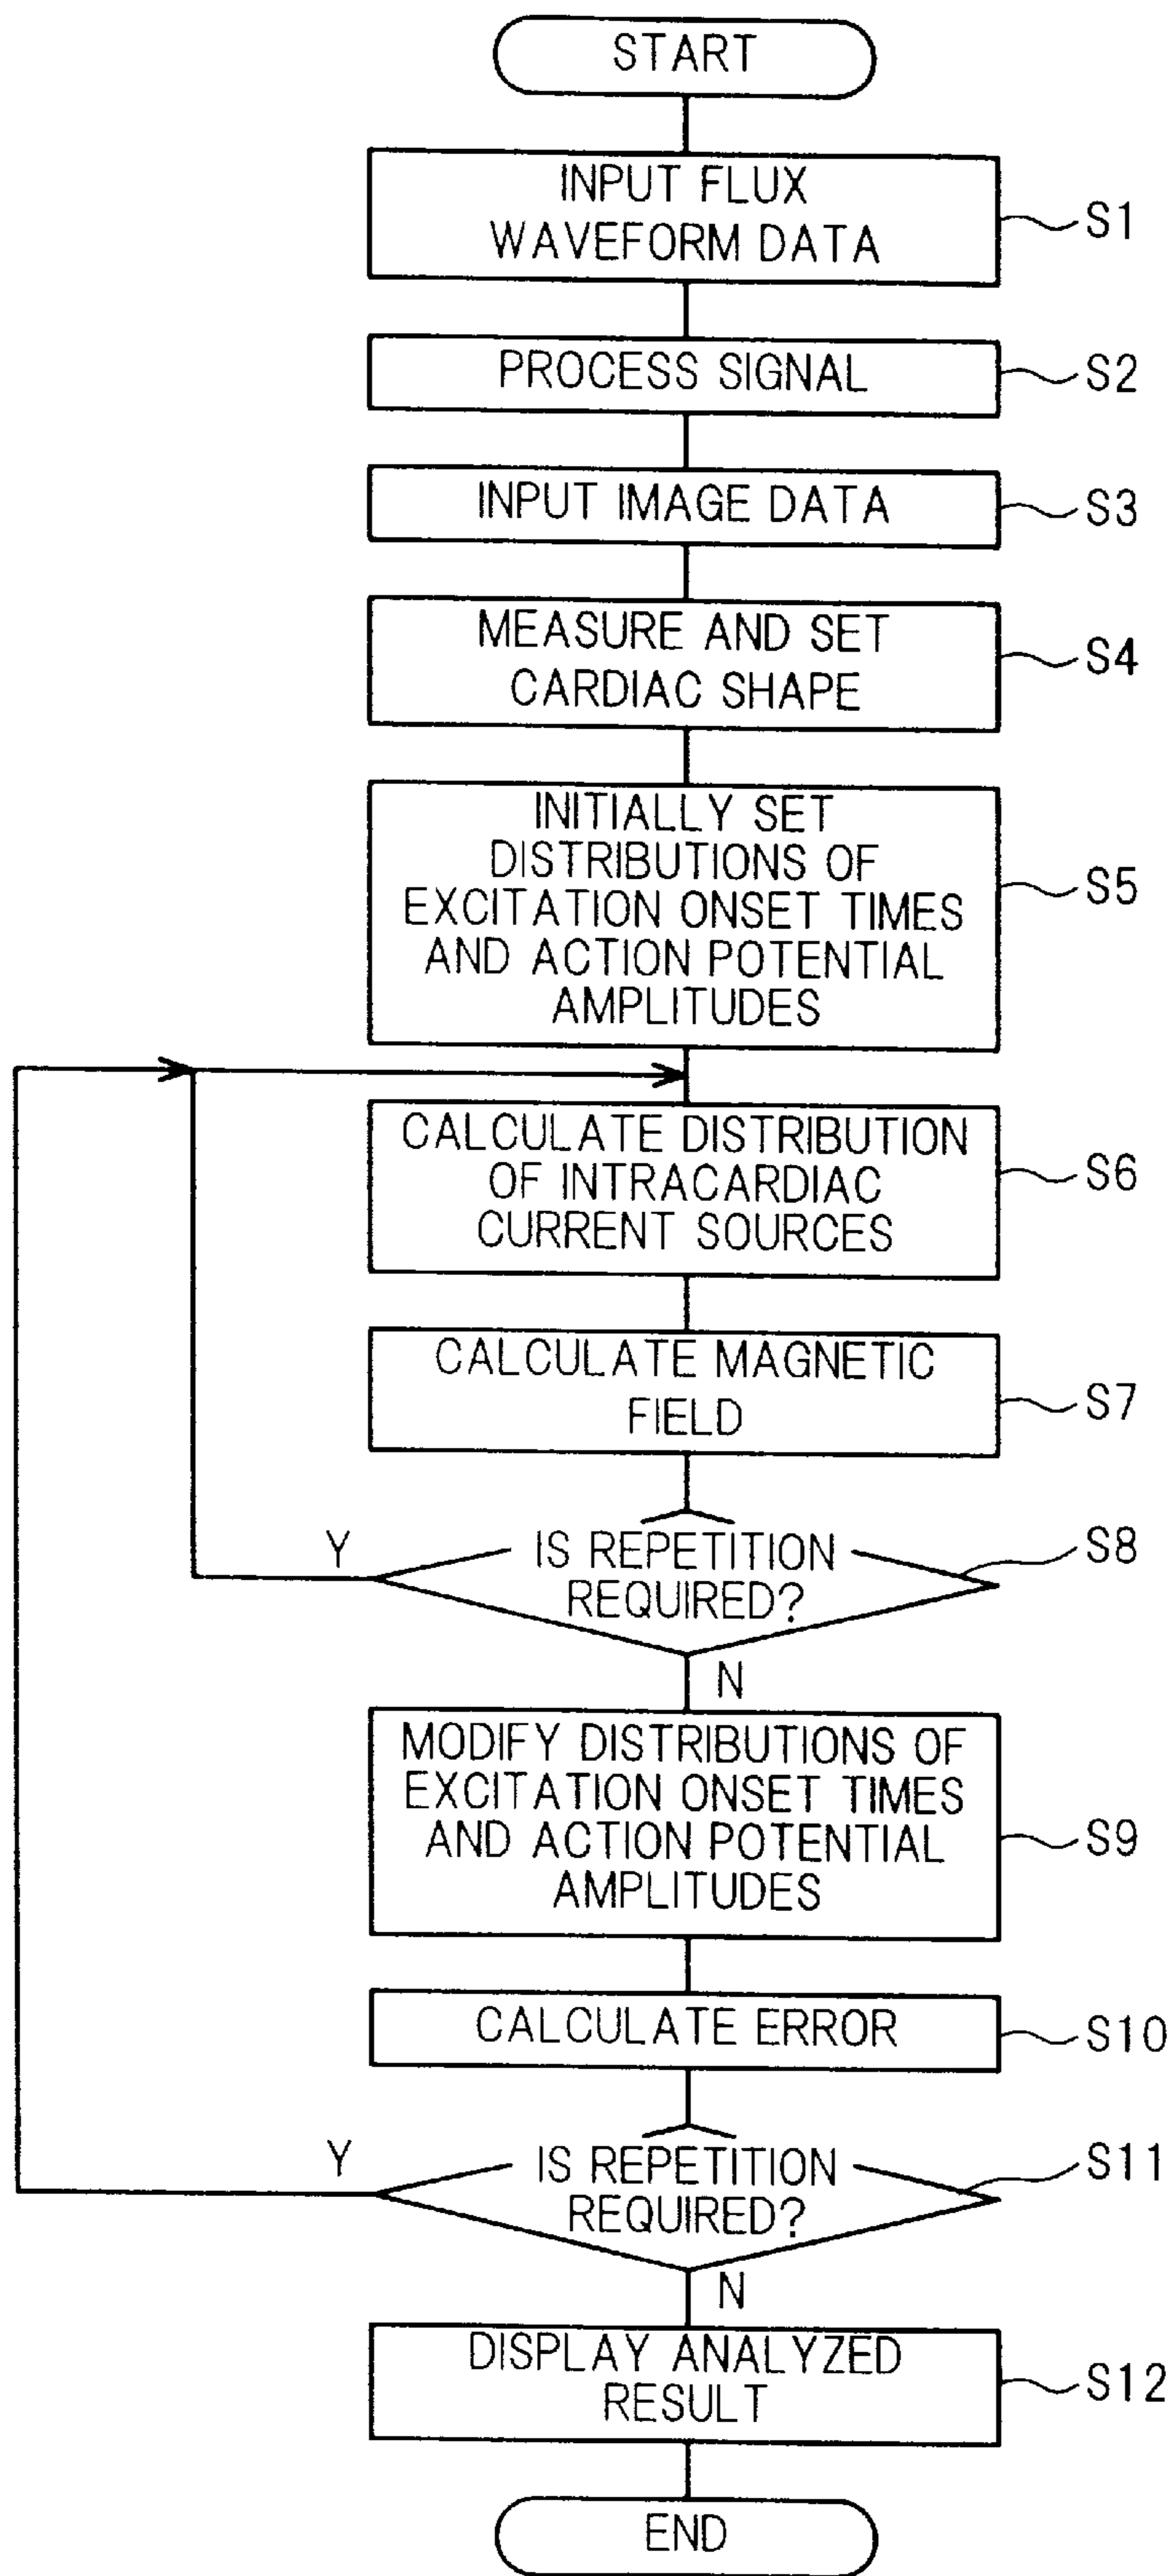 START
INPUT FLUX
WAVEFORM DATA
S1
PROCESS SIGNAL
S2
INPUT IMAGE DATA
S3
MEASURE AND SET
CARDIAC SHAPE
S4
INITIALLY SET
DISTRIBUTIONS OF
EXCITATION ONSET TIMES
AND ACTION POTENTIAL
AMPLITUDES
S5
CALCULATE DISTRIBUTION
OF INTRACARDIAC
CURRENT SOURCES
S6
CALCULATE MAGNETIC
FIELD
S7
Y
IS REPETITION
REQUIRED?
S8
N
MODIFY DISTRIBUTIONS OF
EXCITATION ONSET TIMES
AND ACTION POTENTIAL
AMPLITUDES
S9
CALCULATE ERROR
S10
Y
IS REPETITION
REQUIRED?
S11
N
DISPLAY ANALYZED
RESULT
S12
END